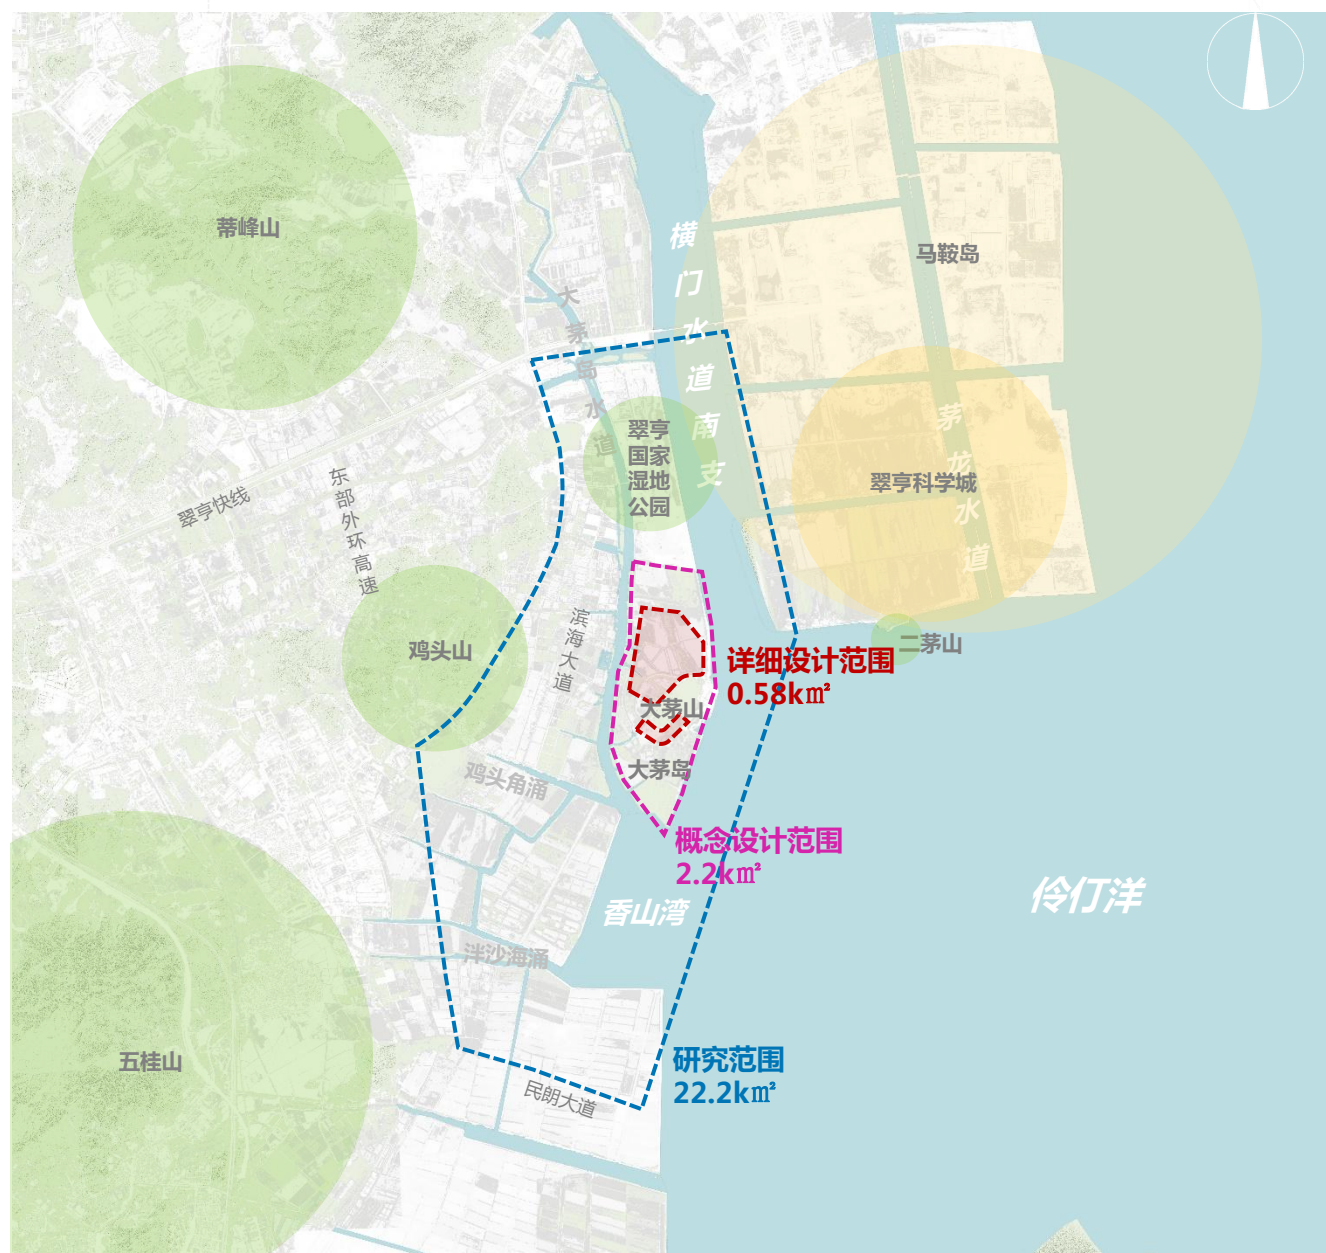 蒂峰山
横门水道南支
马鞍岛
大茅岛水道
翠亨
国家
湿地
公园
茅龙水道
翠亨科学城
翠亨快线
东部外环高速
滨海大道
鸡头山
二茅山
详细设计范围
0.58k㎡
大茅山
大茅岛
鸡头角涌
概念设计范围
2.2k㎡
伶仃洋
香山湾
泮沙海涌
五桂山
研究范围
22.2k㎡
民朗大道